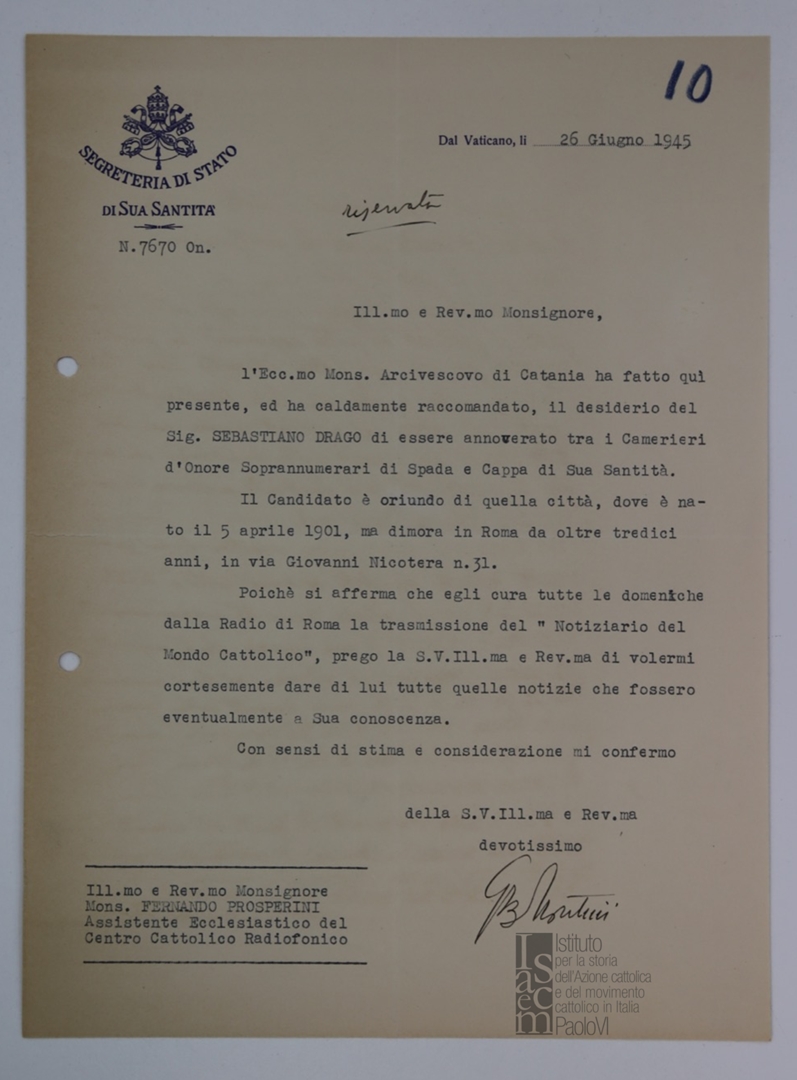 10
SEGRETERIA DI STATO
DI SUA SANTITA'
N.7670 On.
Dal Vaticano, li 26 Giugno 1945
riservata
Ill.mo e Rev.mo Monsignore,
l'Ecc.mo Mons. Arcivescovo di Catania ha fatto qui
presente, ed ha caldamente raccomandato, il desiderio del
Sig. SEBASTIANO DRAGO di essere annoverato tra i Camerieri
d'Onore Soprannumerari di Spada e Cappa di Sua Santità.
Il Candidato è oriundo di quella città, dove è na-
to il 5 aprile 1901, ma dimora in Roma da oltre tredici
anni, in via Giovanni Nicotera n.31.
Poichè si afferma che egli cura tutte le domeniche
dalla Radio di Roma la trasmissione del " Notiziario del
Mondo Cattolico", prego la S.V.Ill.ma e Rev.ma di volermi
cortesemente dare di lui tutte quelle notizie che fossero
eventualmente a Sua conoscenza.
Con sensi di stima e considerazione mi confermo
della S.V.Ill.ma e Rev.ma
devotissimo
GB Montini
Ill.mo e Rev.mo Monsignore
Mons. FERNANDO PROSPERINI
Assistente Ecclesiastico del
Centro Cattolico Radiofonico
Isacem
Istituto
per la storia
dell'Azione cattolica
e del movimento
cattolico in Italia
PaoloVI